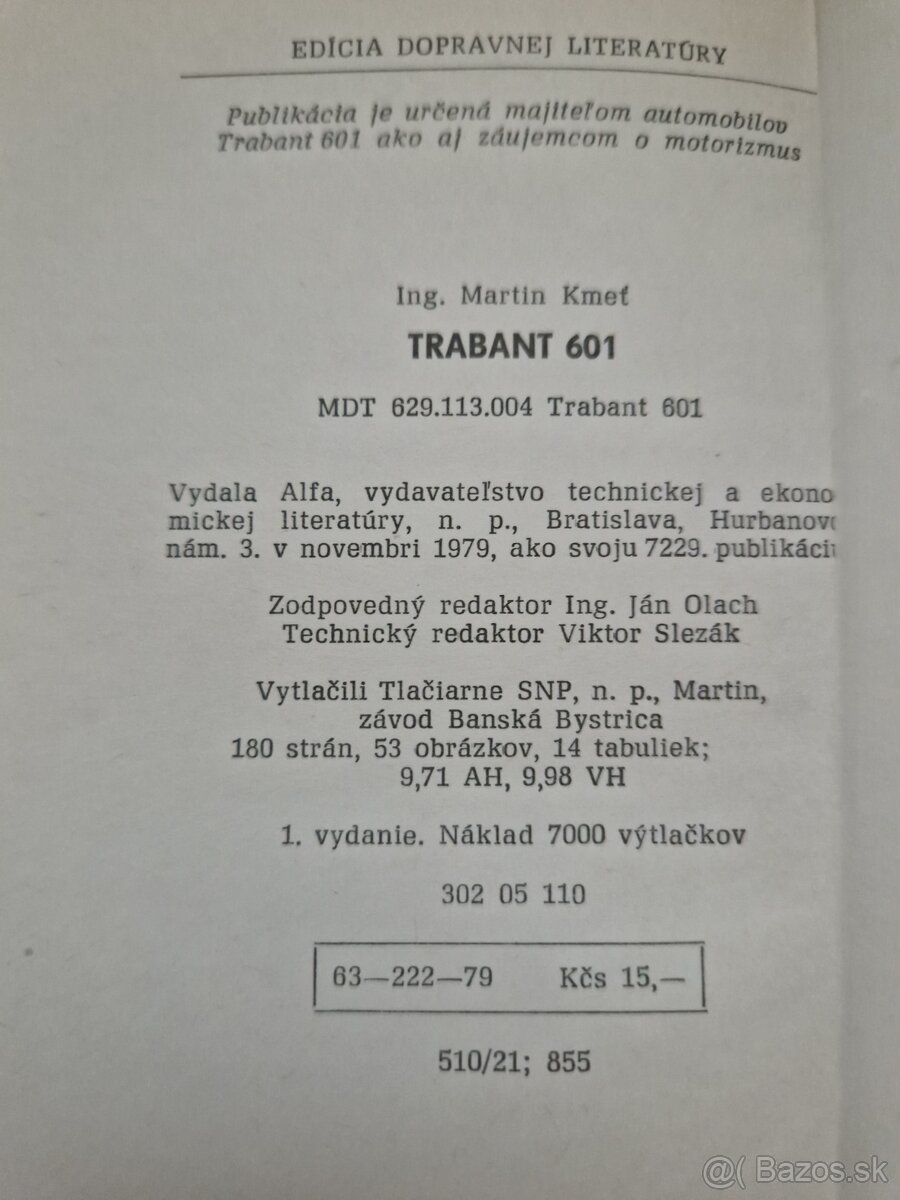 EDÍCIA DOPRAVNEJ LITERATÚRY
Publikácia je určená majiteľom automobilov
Trabant 601 ako aj záujemcom o motorizmus
Ing. Martin Kmeť
TRABANT 601
MDT 629.113.004 Trabant 601
Vydala Alfa, vydavateľstvo technickej a ekono
mickej literatúry, n. p., Bratislava, Hurbanovo
nám. 3. v novembri 1979, ako svoju 7229. publikáci
Zodpovedný redaktor Ing. Ján Olach
Technický redaktor Viktor Slezák
Vytlačili Tlačiarne SNP, n. p., Martin,
závod Banská Bystrica
180 strán, 53 obrázkov, 14 tabuliek;
9,71 AH, 9,98 VH
1. vydanie. Náklad 7000 výtlačkov
302 05 110
63—222—79 Kčs 15,—
510/21; 855
@( Bazos.sk